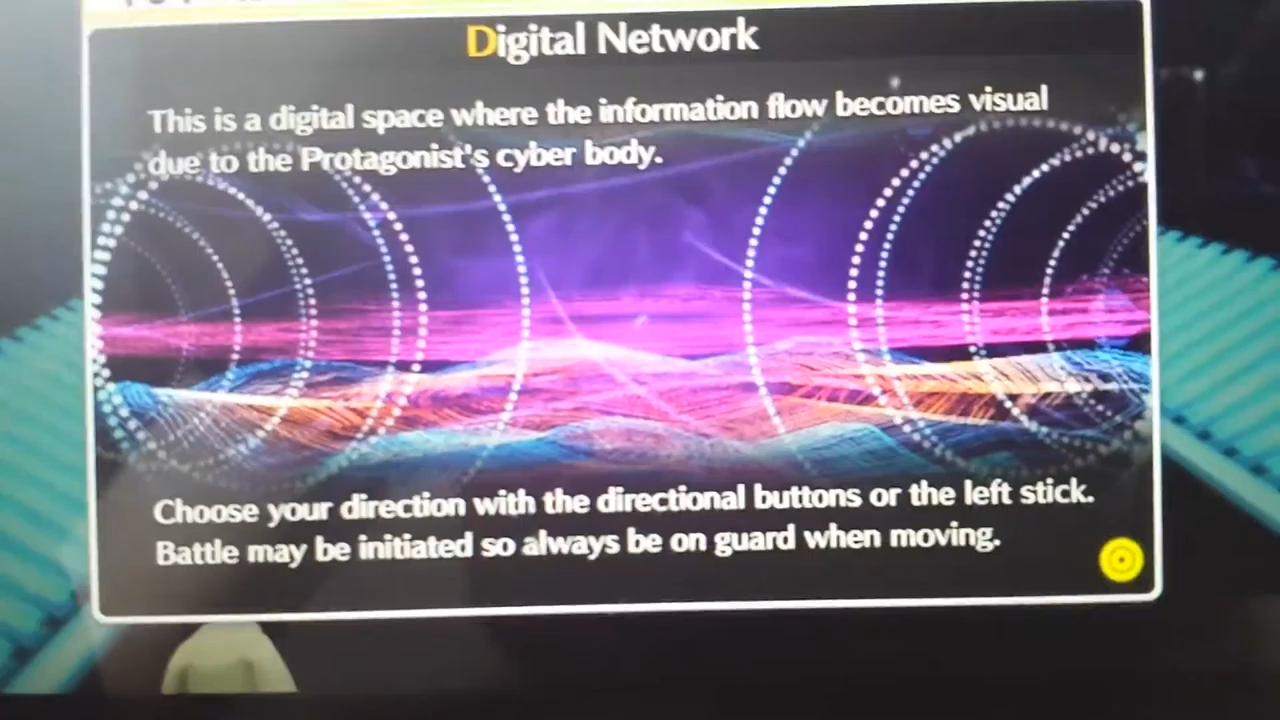 Digital Network
This is a digital space where the information flow becomes visual
due to the Protagonist's cyber body.
Choose your direction with the directional buttons or the left stick.
Battle may be initiated so always be on guard when moving.